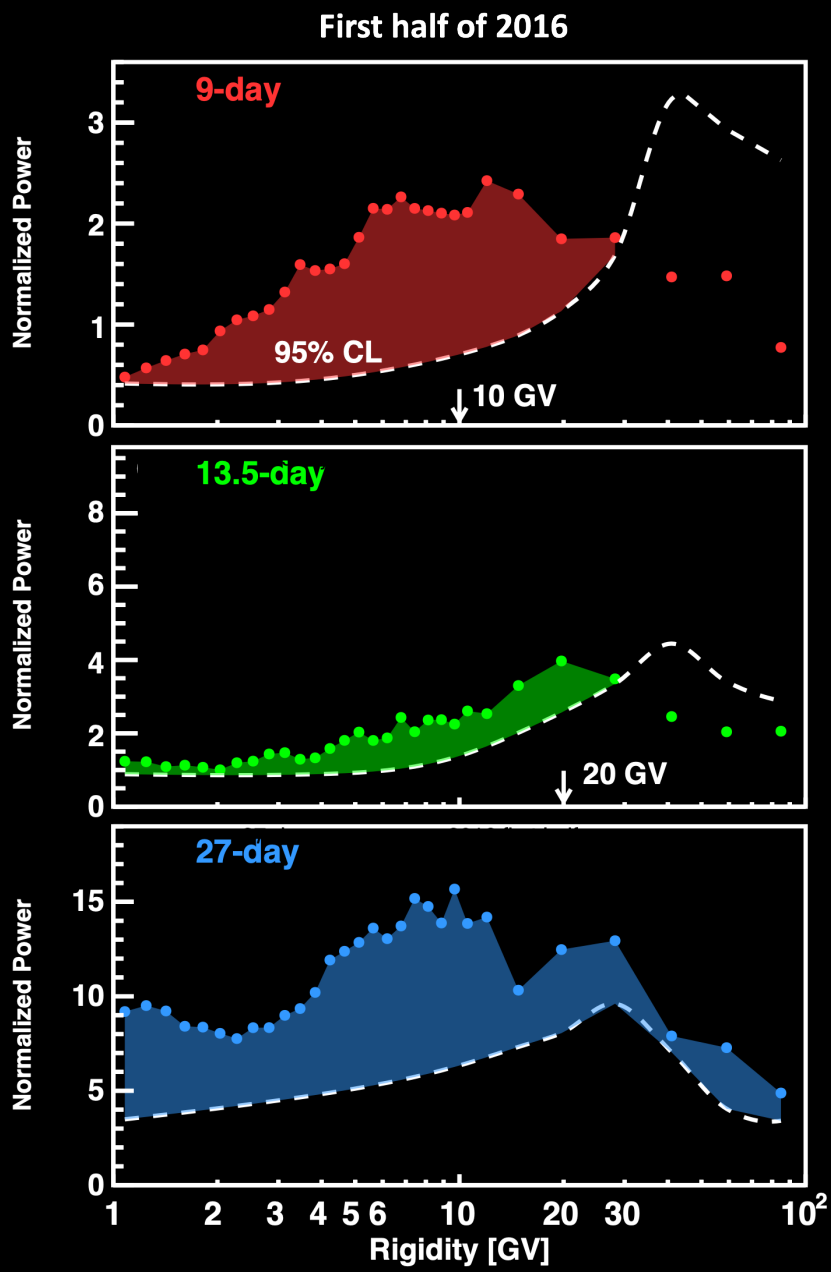 First half of 2016
9-day
Normalized Power
3
2
1
0
95% CL
10 GV
13.5-day
Normalized Power
8
6
4
2
0
20 GV
27-day
Normalized Power
15
10
5
0
1 2 3 4 5 6 10 20 30 10²
Rigidity [GV]